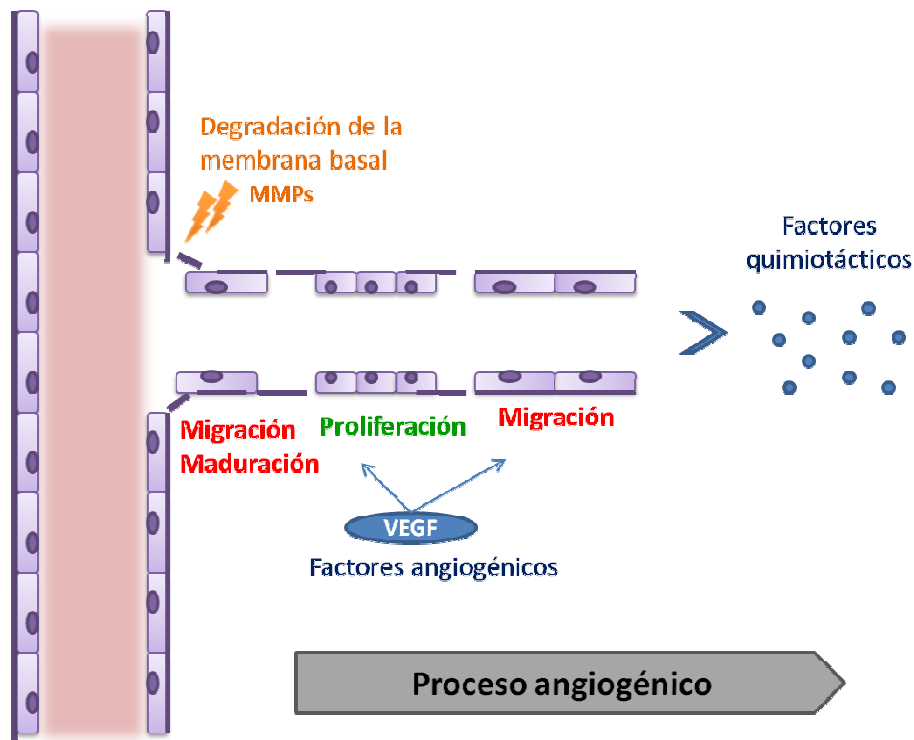 Degradación de la
membrana basal
MMPs
Factores
quimiotácticos
Migración
Maduración
Proliferación
Migración
VEGF
Factores angiogénicos
Proceso angiogénico